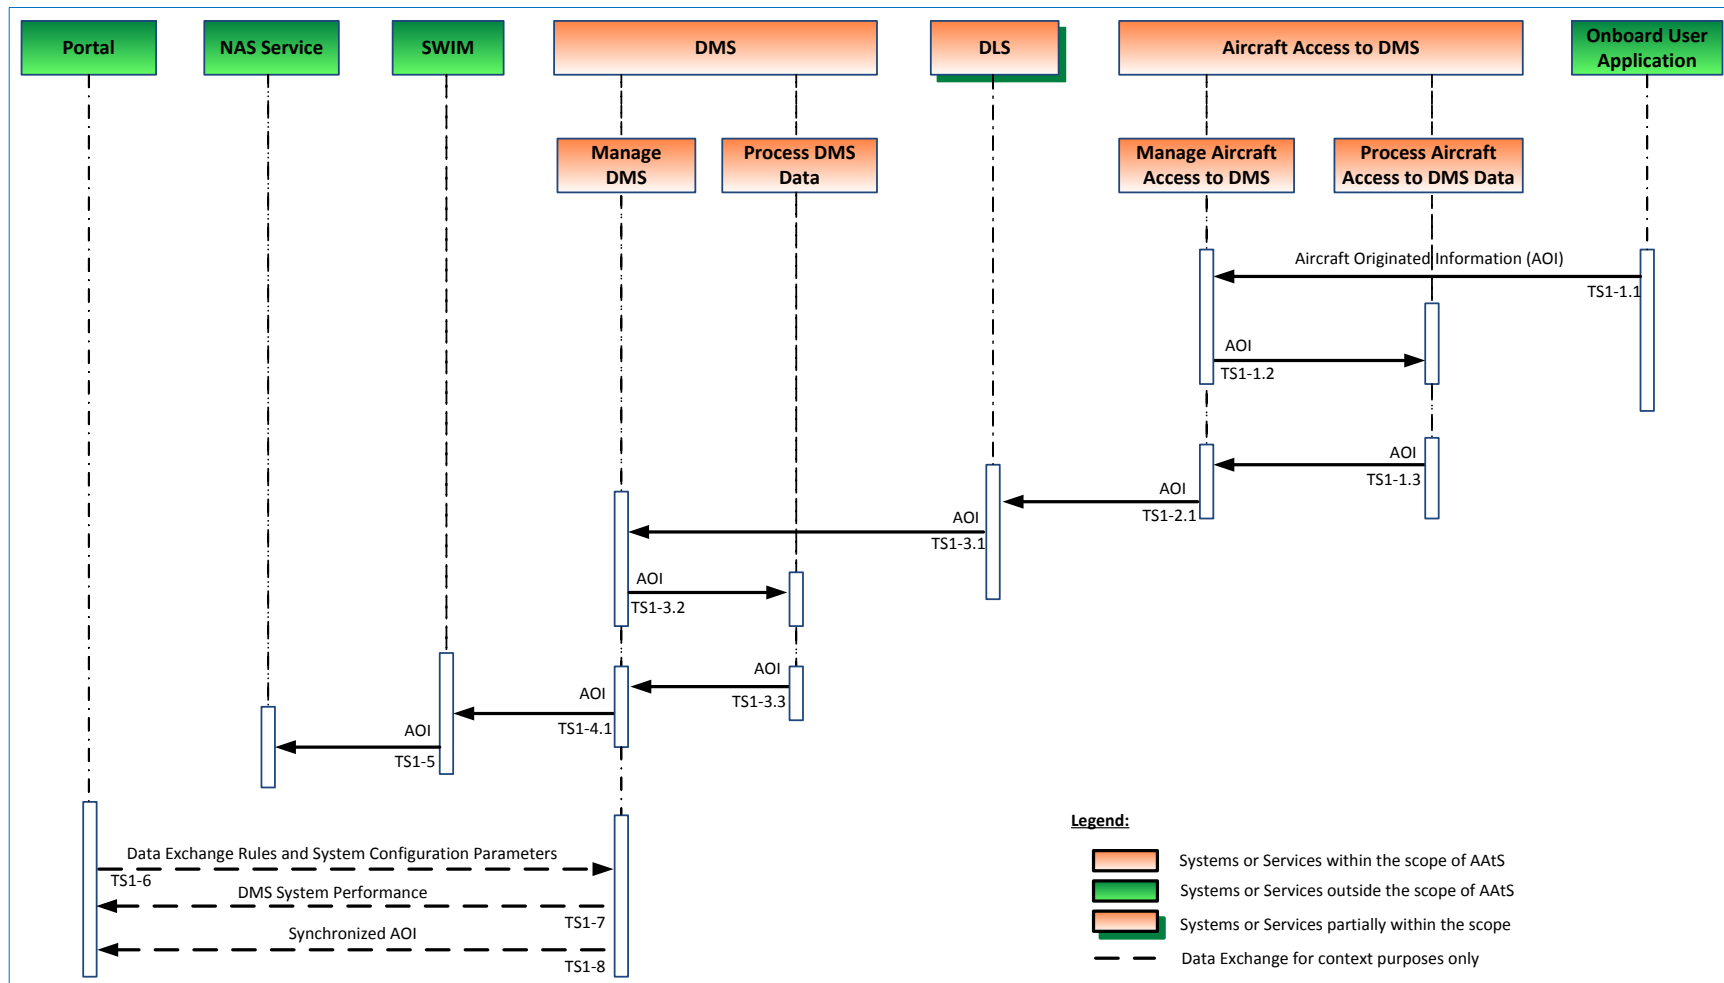 Portal
NAS Service
SWIM
DMS
DLS
Aircraft Access to DMS
Onboard User
Application
Manage
DMS
Process DMS
Data
Manage Aircraft
Access to DMS
Process Aircraft
Access to DMS Data
Aircraft Originated Information (AOI)
TS1-1.1
AOI
TS1-1.2
AOI
TS1-1.3
AOI
TS1-2.1
AOI
TS1-3.1
AOI
TS1-3.2
AOI
TS1-3.3
AOI
TS1-4.1
AOI
TS1-5
Data Exchange Rules and System Configuration Parameters
TS1-6
DMS System Performance
TS1-7
Synchronized AOI
TS1-8
Legend:
Systems or Services within the scope of AAtS
Systems or Services outside the scope of AAtS
Systems or Services partially within the scope
Data Exchange for context purposes only